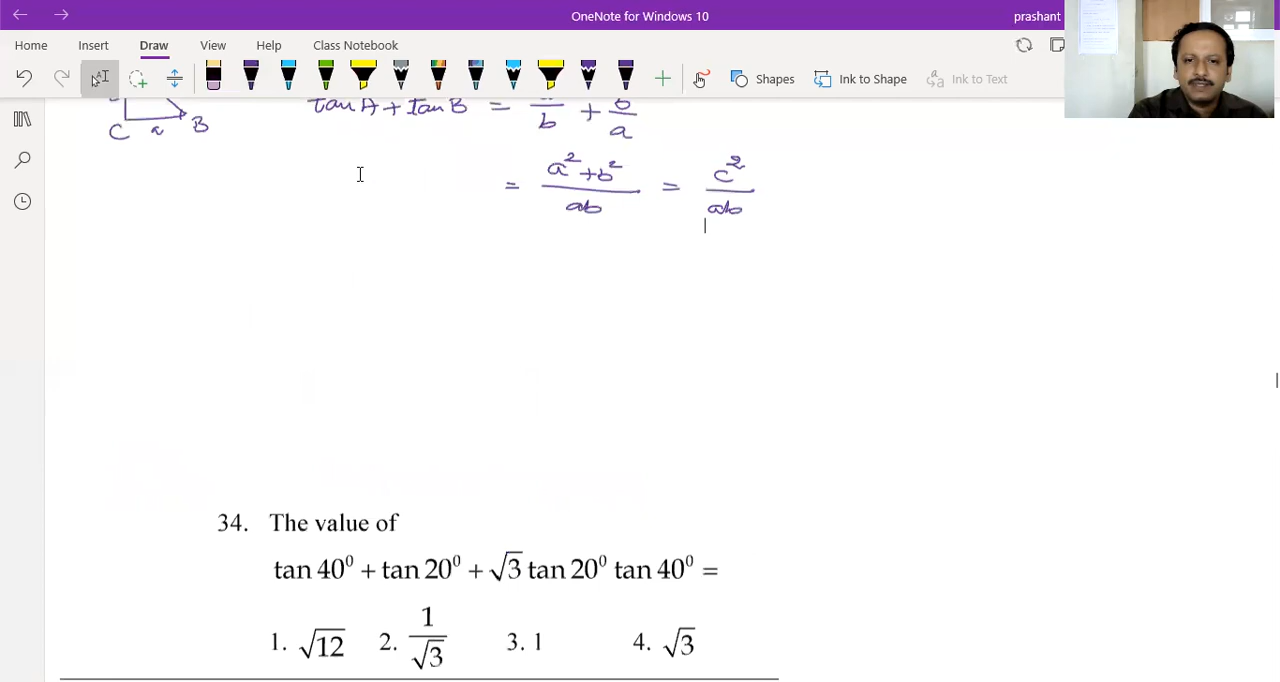 OneNote for Windows 10
prashant
Home Insert Draw View Help Class Notebook
Shapes Ink to Shape Ink to Text
C a B
tan A + tan B = /b + b/a
= a²+b²/ab = c²/ab
34. The value of
tan 40⁰ + tan 20⁰ + √3 tan 20⁰ tan 40⁰ =
1. √12 2. 1/√3 3. 1 4. √3